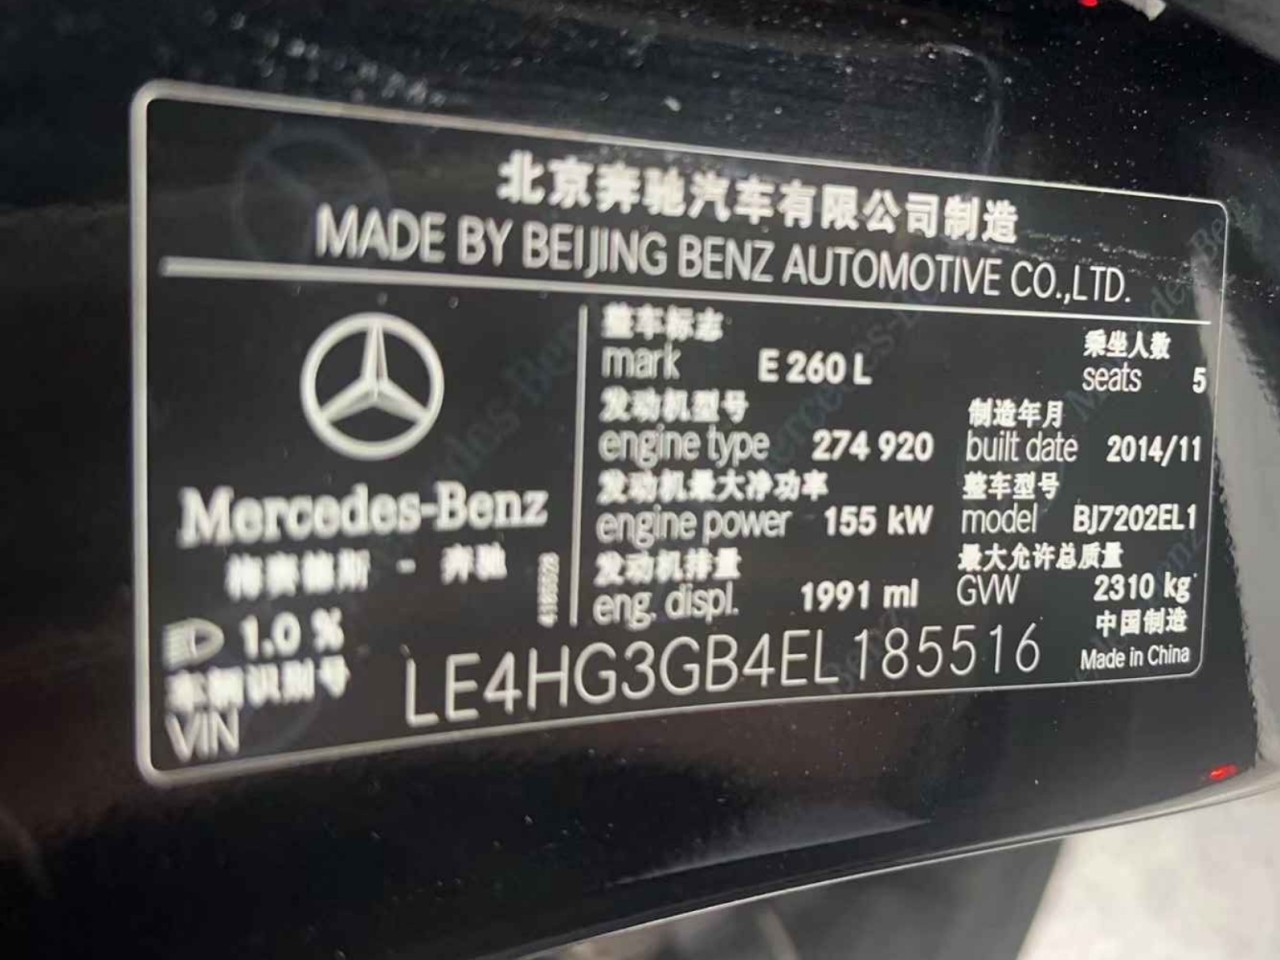 北京奔驰汽车有限公司制造
MADE BY BEIJING BENZ AUTOMOTIVE CO.,LTD.
整车标志
mark E 260 L
乘坐人数
seats 5
发动机型号
engine type 274 920
制造年月
built date 2014/11
发动机最大净功率
engine power 155 kW
整车型号
model BJ7202EL1
发动机排量
eng. displ. 1991 ml
最大允许总质量
GVW 2310 kg
中国制造
Made in China
Mercedes-Benz
梅赛德斯 - 奔驰
1.0 %
车辆识别号
VIN LE4HG3GB4EL185516